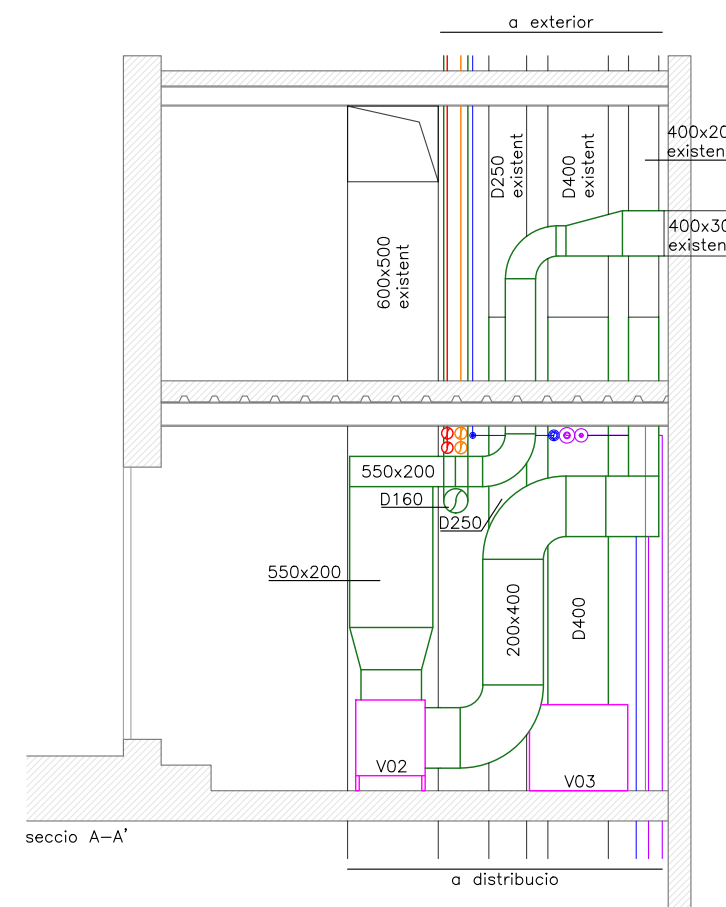 a exterior
D250
existent
D400
existent
400x20
existen
400x30
existen
600x500
existent
550x200
D160
D250
550x200
200x400
D400
V02
V03
seccio A-A'
a distribucio